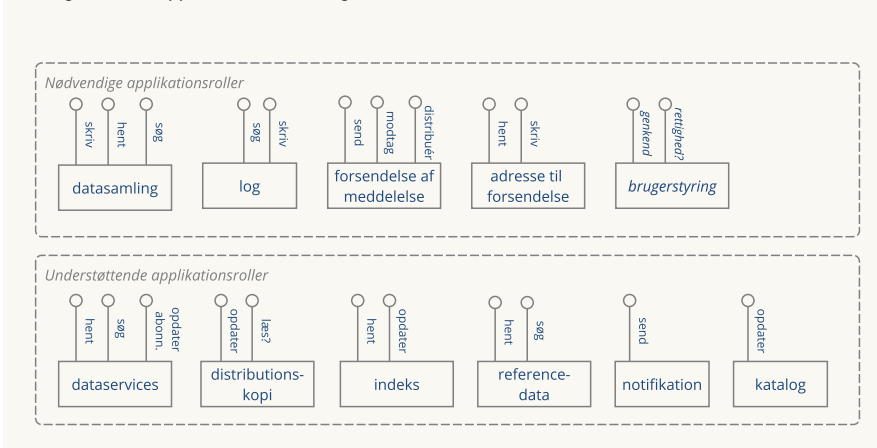 Nødvendige applikationsroller
skriv
hent
søg
søg
skriv
send
modtag
distribuér
hent
skriv
genkend
rettighed?
datasamling
log
forsendelse af
meddelelse
adresse til
forsendelse
brugerstyring
Understøttende applikationsroller
hent
søg
opdater
abonn.
opdater
læs?
hent
opdater
hent
søg
send
opdater
dataservices
distributions-
kopi
indeks
reference-
data
notifikation
katalog